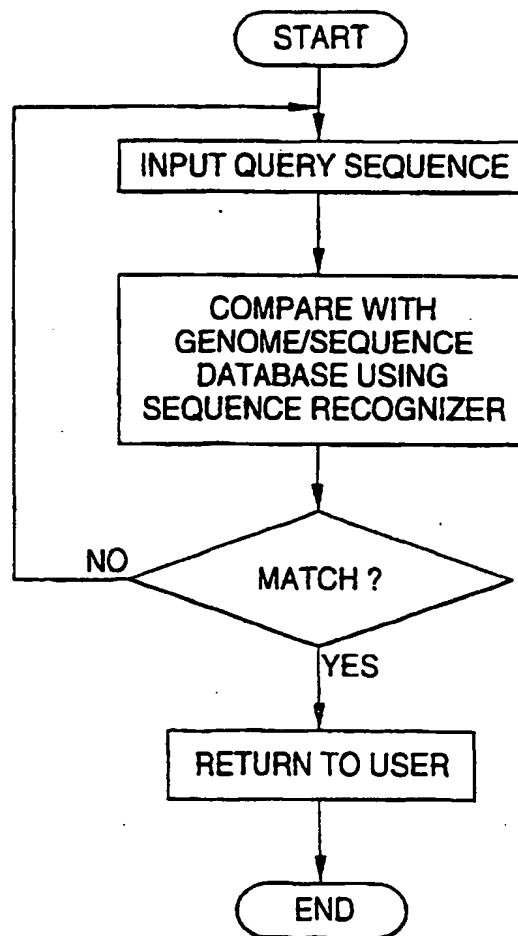 START
INPUT QUERY SEQUENCE
COMPARE WITH
GENOME/SEQUENCE
DATABASE USING
SEQUENCE RECOGNIZER
MATCH ?
NO
YES
RETURN TO USER
END